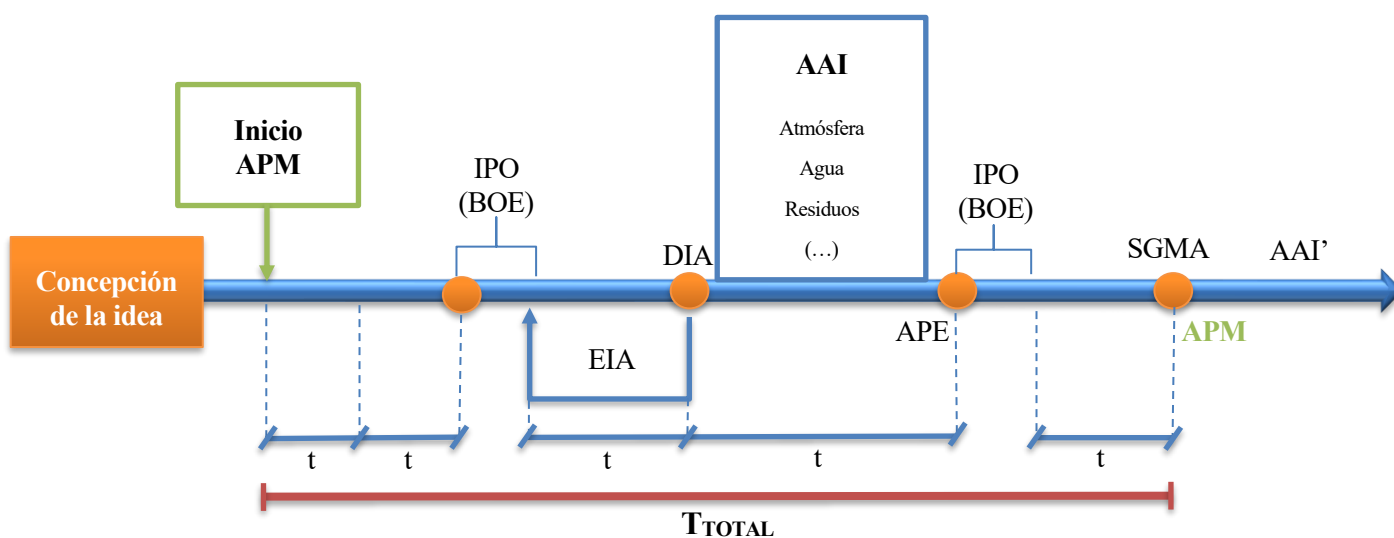 AAI
Atmósfera
Agua
Residuos
(…)
Inicio
APM
IPO
(BOE)
IPO
(BOE)
DIA
SGMA
AAI’
Concepción
de la idea
APE
APM
EIA
t
t
t
t
t
TTOTAL